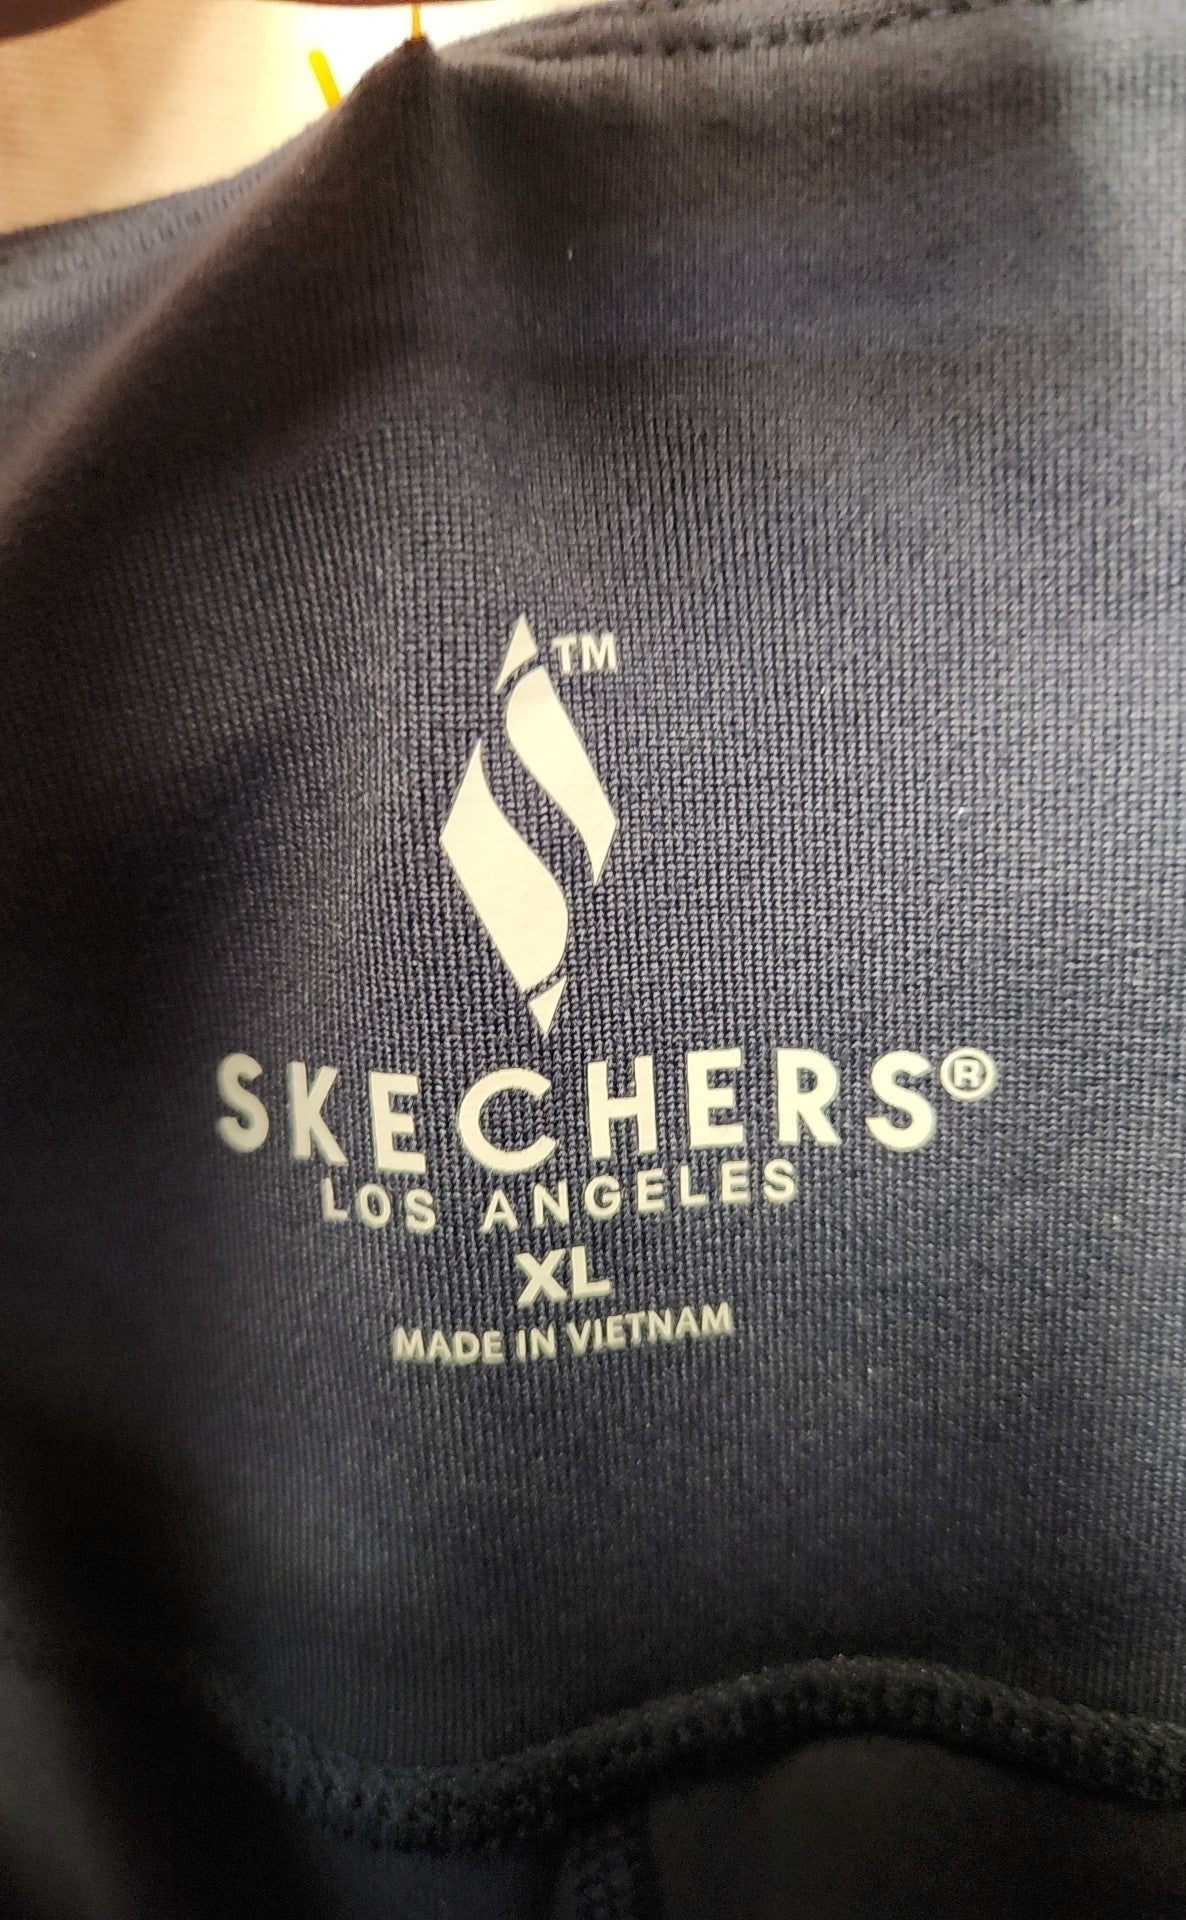 TM
SKECHERS®
LOS ANGELES
XL
MADE IN VIETNAM